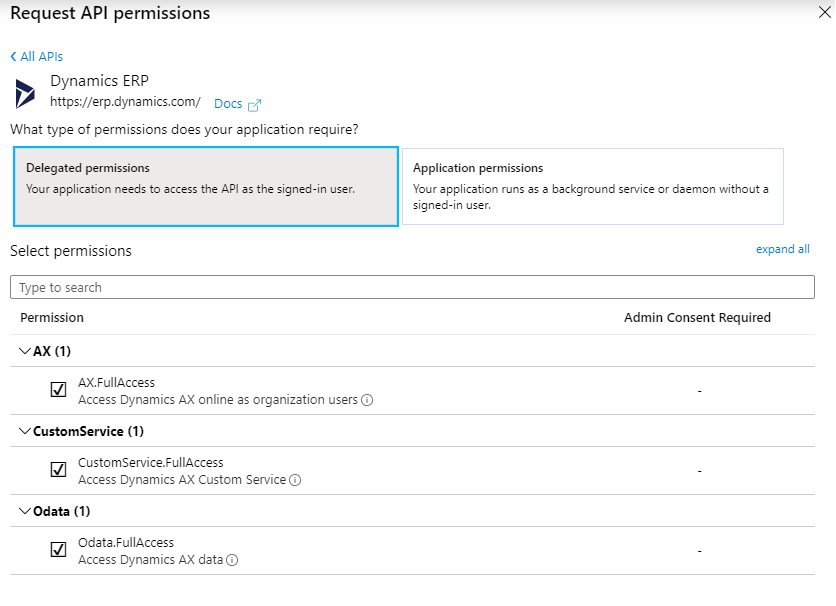 Request API permissions
All APIs
Dynamics ERP
https://erp.dynamics.com/ Docs
What type of permissions does your application require?
Delegated permissions
Your application needs to access the API as the signed-in user.
Application permissions
Your application runs as a background service or daemon without a
signed-in user.
Select permissions
expand all
Type to search
Permission Admin Consent Required
AX (1)
AX.FullAccess
Access Dynamics AX online as organization users
-
CustomService (1)
CustomService.FullAccess
Access Dynamics AX Custom Service
-
Odata (1)
Odata.FullAccess
Access Dynamics AX data
-